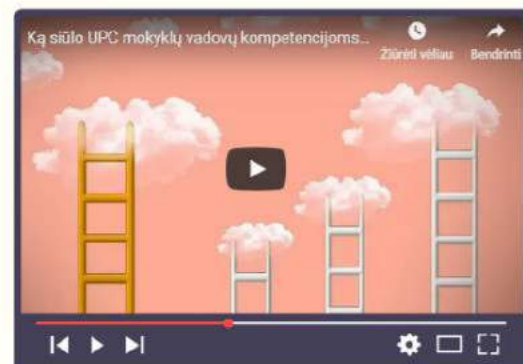 Ką siūlo UPC mokyklų vadovų kompetencijoms...
Žiūrėti vėliau
Bendrinti